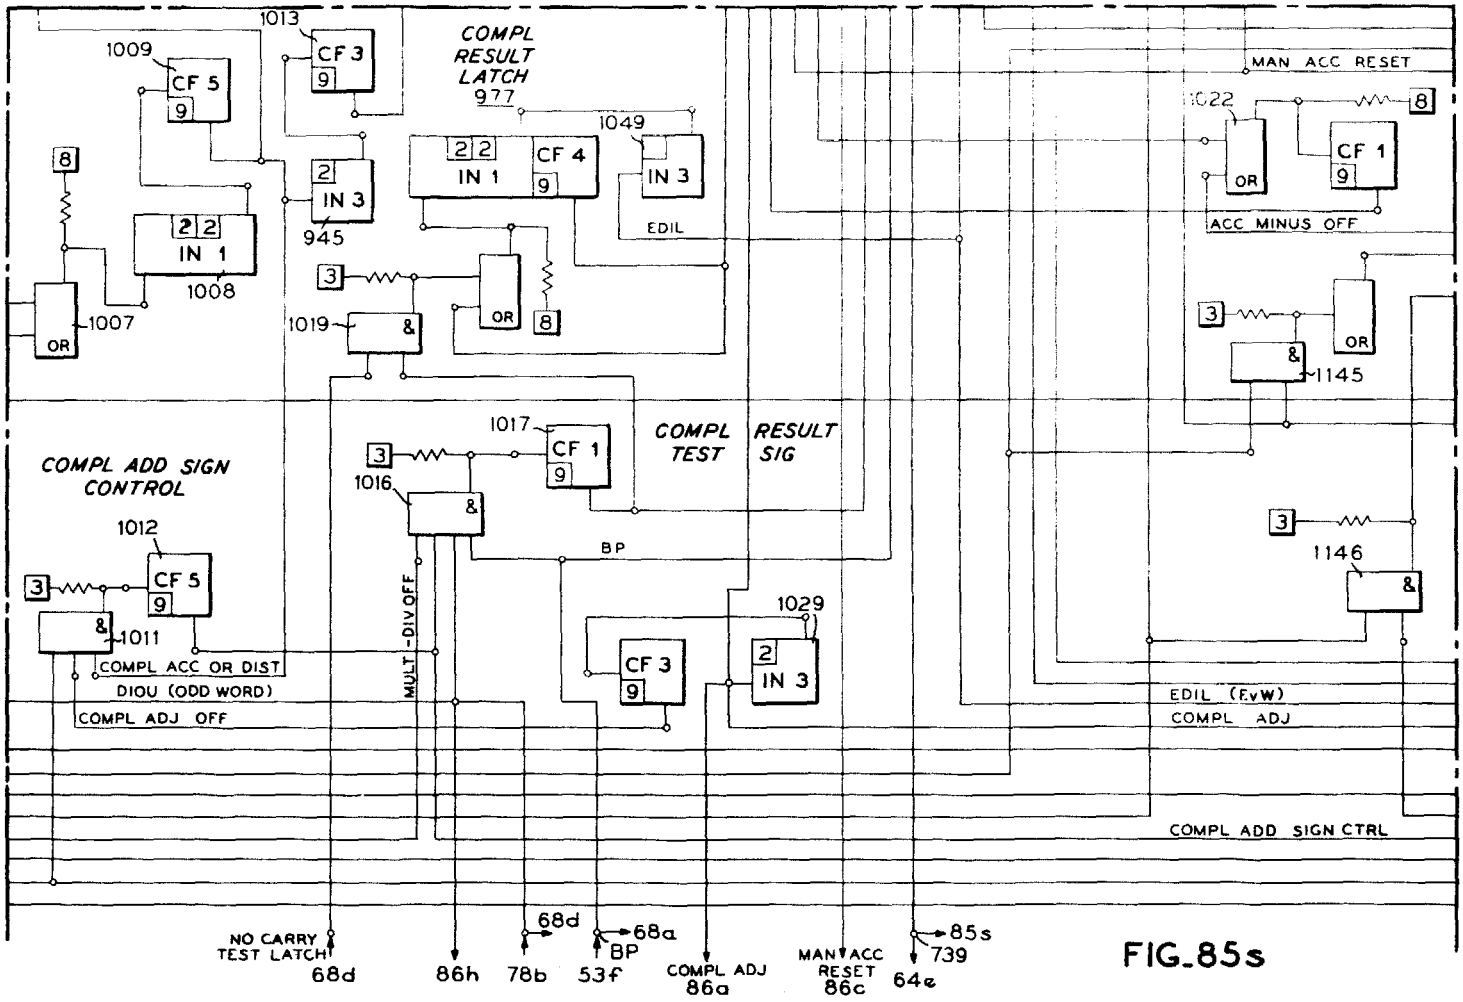 1013
CF 3
9
COMPL
RESULT
LATCH
977
1009
CF 5
9
MAN ACC RESET
1022
8
OR
CF 1
9
ACC MINUS OFF
8
2
IN 3
945
2 2
IN 1
CF 4
9
1049
IN 3
EDIL
2 2
IN 1
1008
1007
OR
3
1019
&
OR
8
3
OR
&
1145
COMPL ADD SIGN
CONTROL
1017
CF 1
9
3
1016
&
COMPL RESULT
TEST SIG
BP
3
1146
&
1012
CF 5
9
3
&
1011
COMPL ACC OR DIST
DIOU (ODD WORD)
COMPL ADJ OFF
MULT-DIV OFF
CF 3
9
1029
2
IN 3
EDIL (EvW)
COMPL ADJ
COMPL ADD SIGN CTRL
NO CARRY
TEST LATCH
68d
86h
68d
78b
68a
BP
53f
COMPL ADJ
86a
MAN ACC
RESET
86c
85s
739
64e
FIG_85s